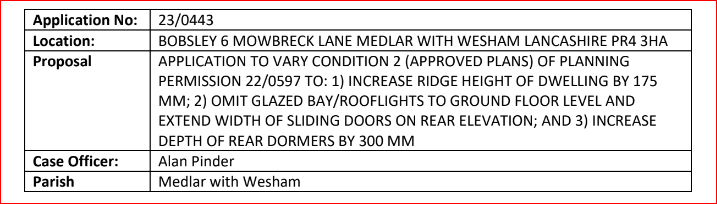 Application No: 23/0443
Location: BOBSLEY 6 MOWBRECK LANE MEDLAR WITH WESHAM LANCASHIRE PR4 3HA
Proposal APPLICATION TO VARY CONDITION 2 (APPROVED PLANS) OF PLANNING
PERMISSION 22/0597 TO: 1) INCREASE RIDGE HEIGHT OF DWELLING BY 175
MM; 2) OMIT GLAZED BAY/ROOFLIGHTS TO GROUND FLOOR LEVEL AND
EXTEND WIDTH OF SLIDING DOORS ON REAR ELEVATION; AND 3) INCREASE
DEPTH OF REAR DORMERS BY 300 MM
Case Officer: Alan Pinder
Parish Medlar with Wesham